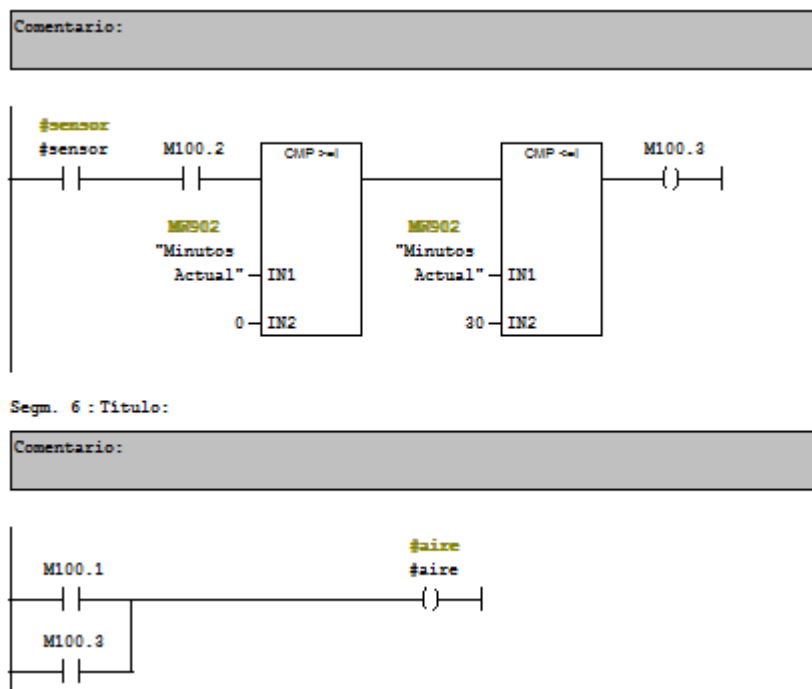 Comentario:
#sensor
#sensor
M100.2
CMP >=I
CMP <=I
M100.3
MW902
"Minutos
Actual"
IN1
0
IN2
MW902
"Minutos
Actual"
IN1
30
IN2
Segm. 6 : Título:
Comentario:
M100.1
#aire
#aire
M100.3